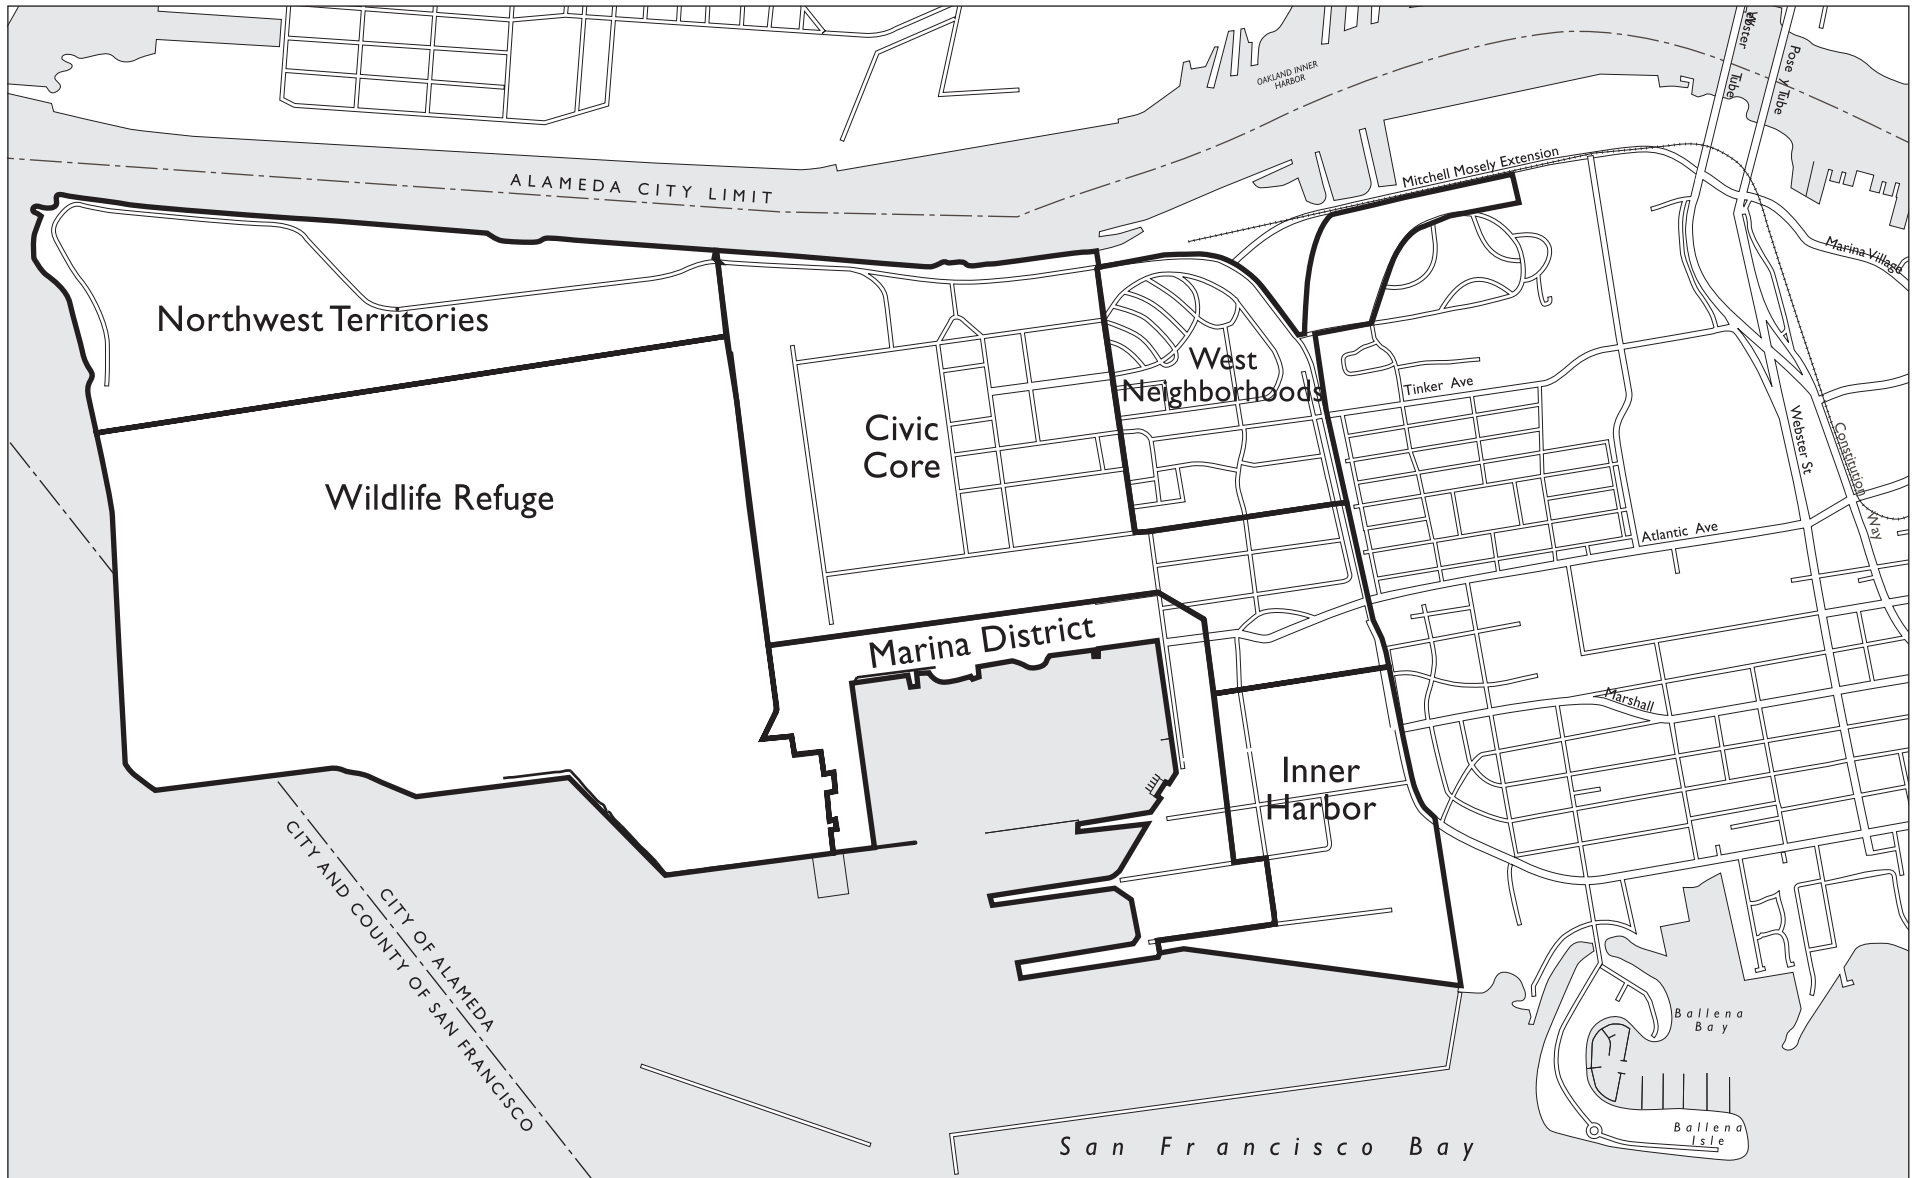 Webster
Tube
Pose y Tube
OAKLAND INNER
HARBOR
Mitchell Mosely Extension
ALAMEDA CITY LIMIT
Marina Village
Northwest Territories
West
Neighborhoods
Tinker Ave
Civic
Core
Webster St
Constitution
Way
Wildlife Refuge
Atlantic Ave
Marina District
Marshall
Inner
Harbor
CITY OF ALAMEDA
CITY AND COUNTY OF SAN FRANCISCO
Ballena
Bay
Ballena
Isle
San Francisco Bay